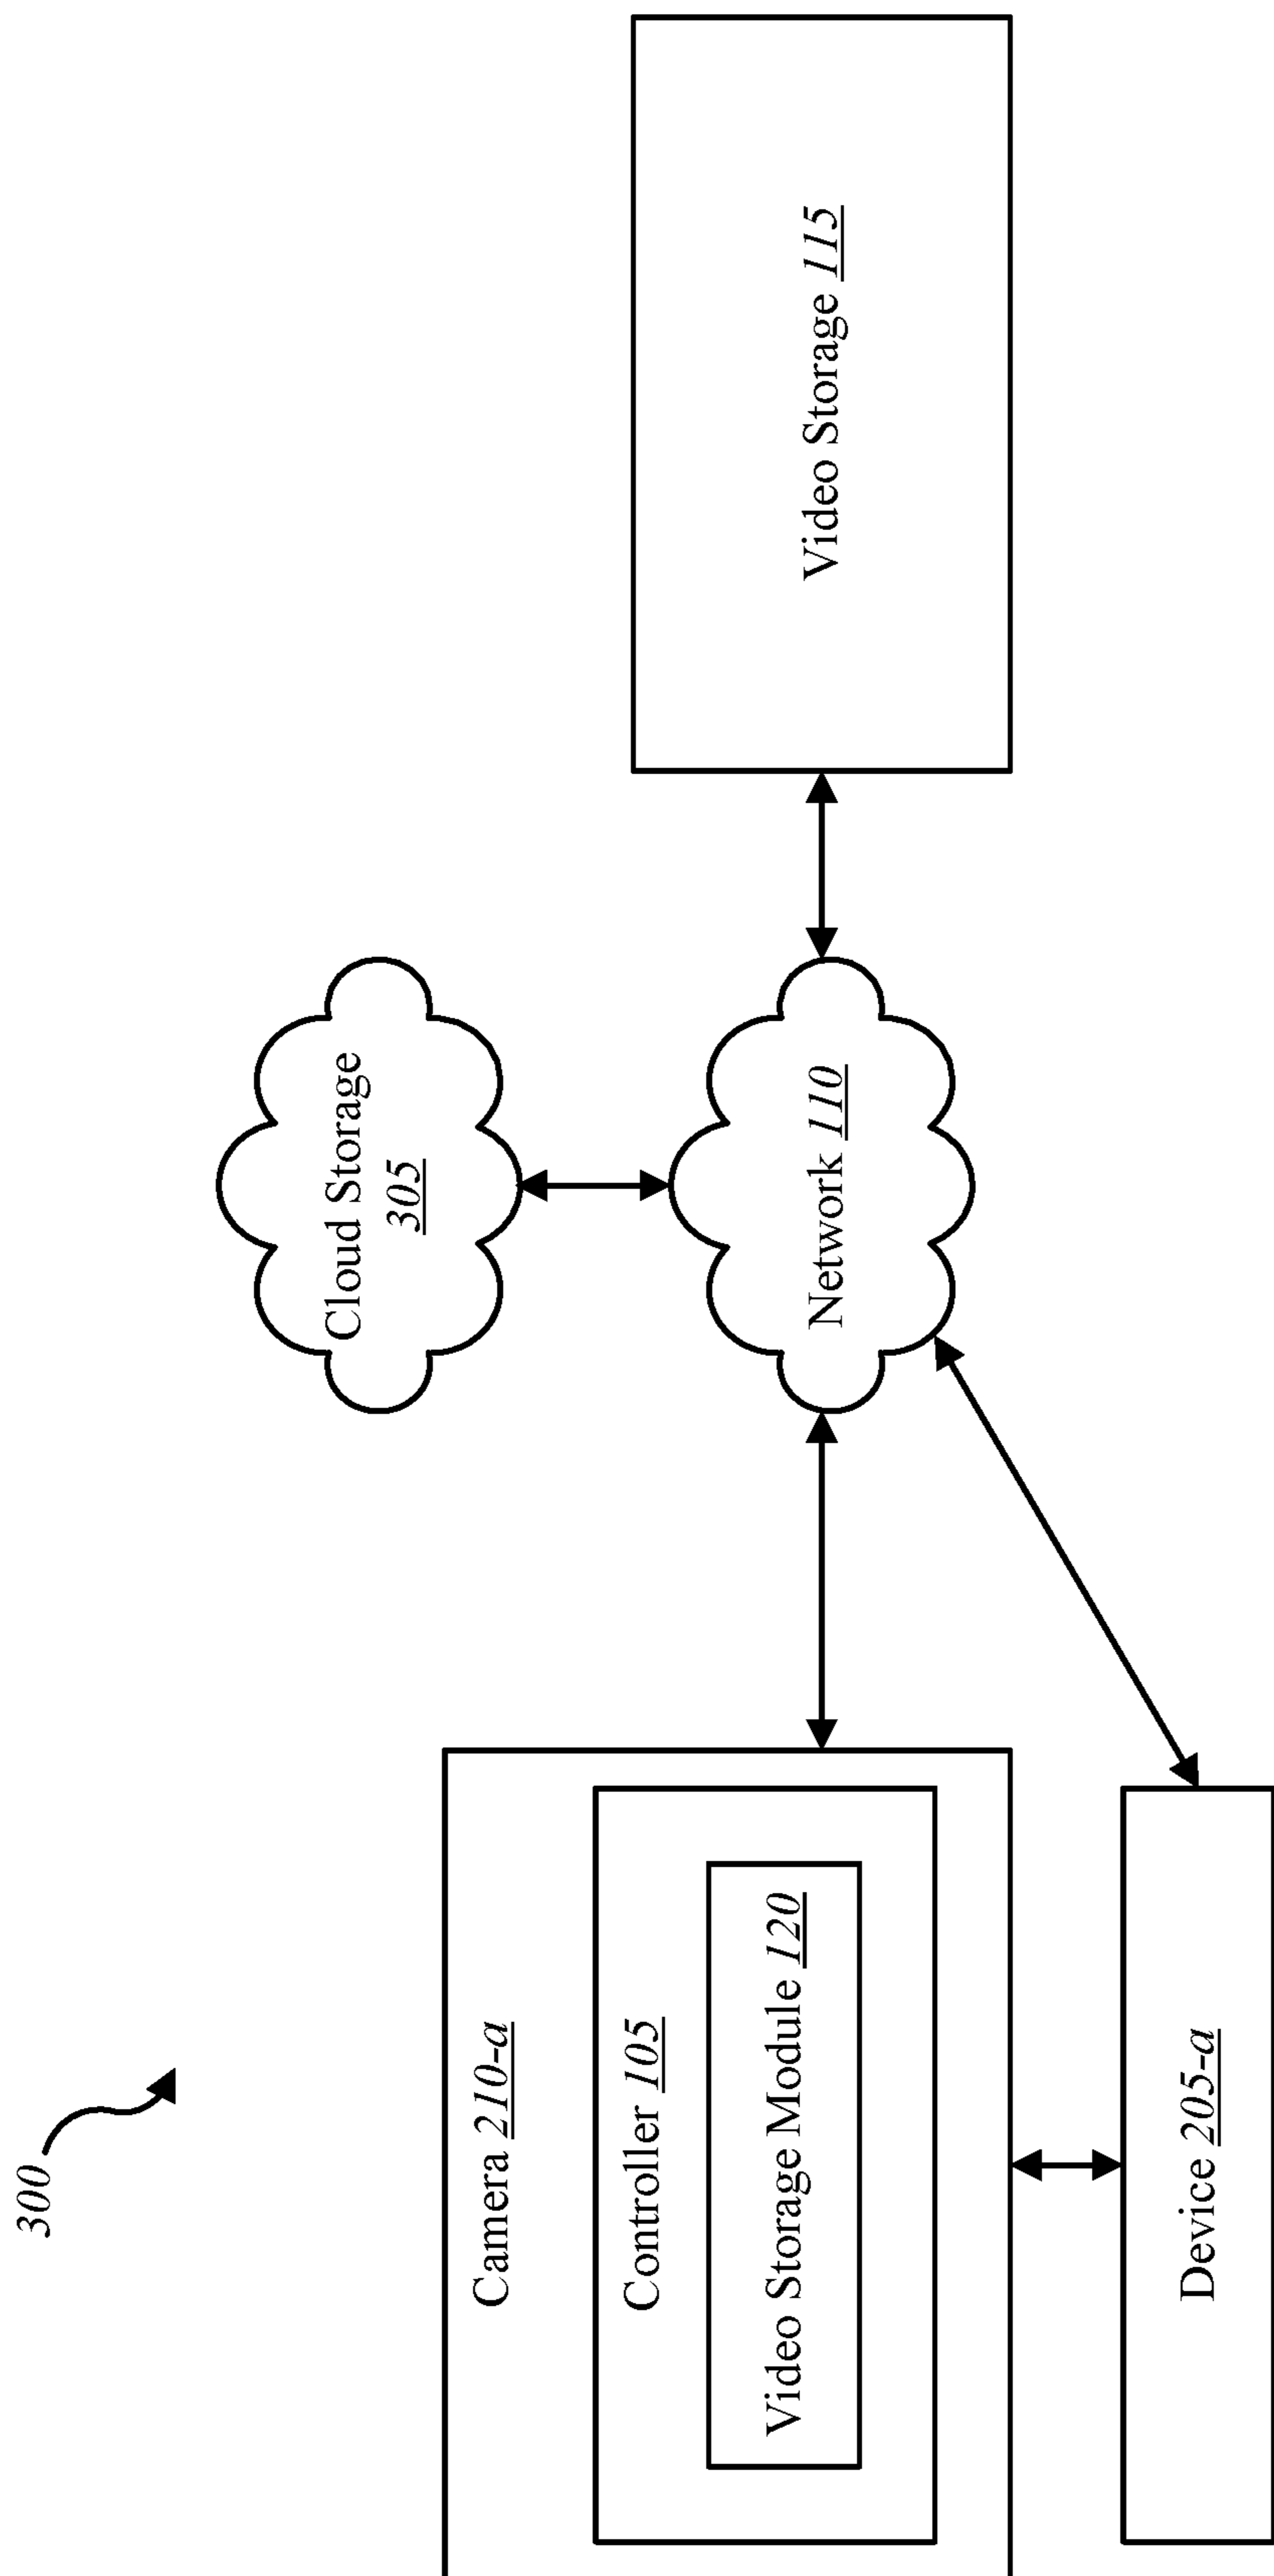 300
Camera 210-a
Controller 105
Video Storage Module 120
Device 205-a
Cloud Storage
305
Network 110
Video Storage 115